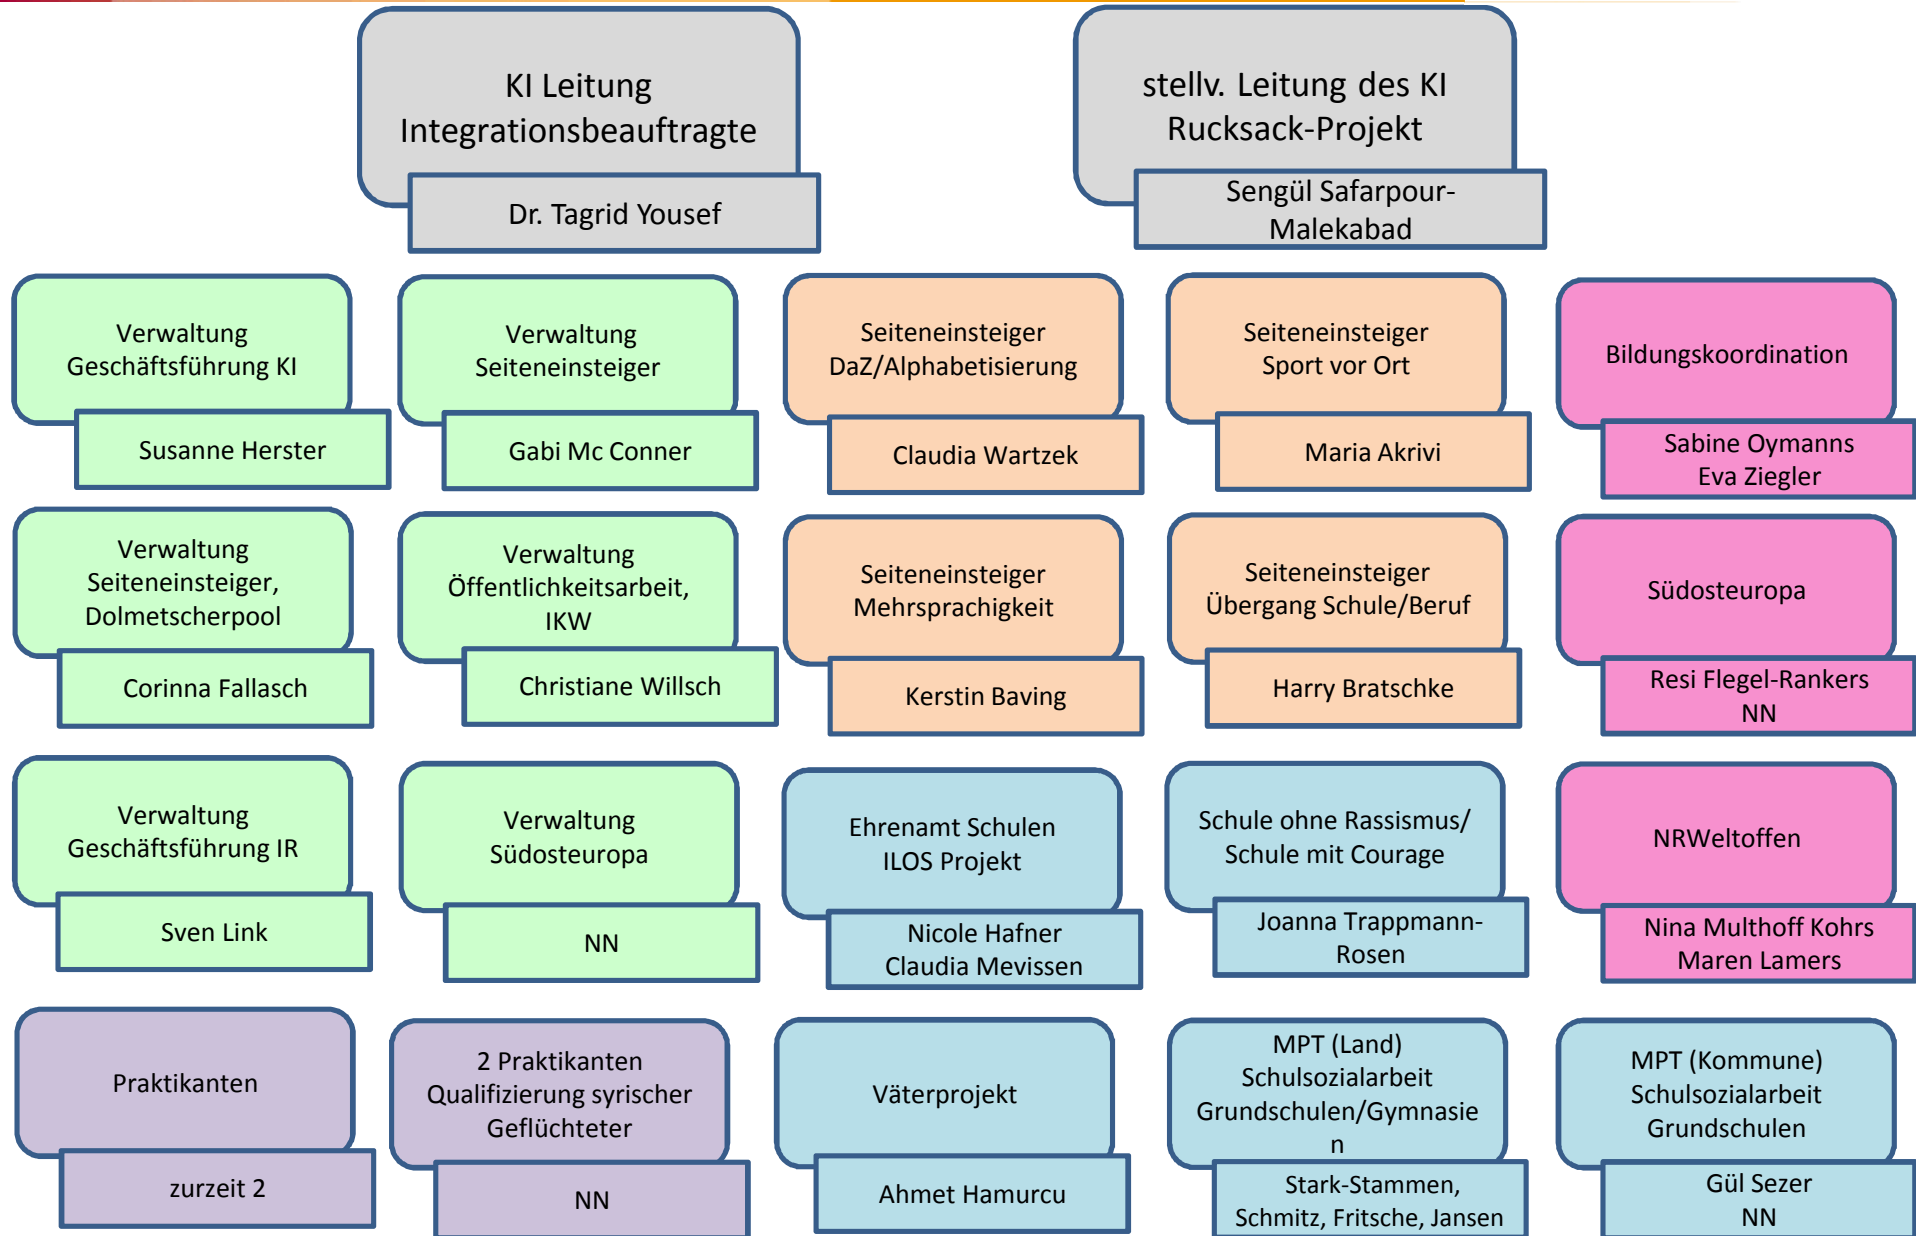 KI Leitung
Integrationsbeauftragte
Dr. Tagrid Yousef
stellv. Leitung des KI
Rucksack-Projekt
Sengül Safarpour-
Malekabad
Verwaltung
Geschäftsführung KI
Susanne Herster
Verwaltung
Seiteneinsteiger
Gabi Mc Conner
Seiteneinsteiger
DaZ/Alphabetisierung
Claudia Wartzek
Seiteneinsteiger
Sport vor Ort
Maria Akrivi
Bildungskoordination
Sabine Oymanns
Eva Ziegler
Verwaltung
Seiteneinsteiger,
Dolmetscherpool
Corinna Fallasch
Verwaltung
Öffentlichkeitsarbeit,
IKW
Christiane Willsch
Seiteneinsteiger
Mehrsprachigkeit
Kerstin Baving
Seiteneinsteiger
Übergang Schule/Beruf
Harry Bratschke
Südosteuropa
Resi Flegel-Rankers
NN
Verwaltung
Geschäftsführung IR
Sven Link
Verwaltung
Südosteuropa
NN
Ehrenamt Schulen
ILOS Projekt
Nicole Hafner
Claudia Mevissen
Schule ohne Rassismus/
Schule mit Courage
Joanna Trappmann-
Rosen
NRWeltoffen
Nina Multhoff Kohrs
Maren Lamers
Praktikanten
zurzeit 2
2 Praktikanten
Qualifizierung syrischer
Geflüchteter
NN
Väterprojekt
Ahmet Hamurcu
MPT (Land)
Schulsozialarbeit
Grundschulen/Gymnasie
n
Stark-Stammen,
Schmitz, Fritsche, Jansen
MPT (Kommune)
Schulsozialarbeit
Grundschulen
Gül Sezer
NN